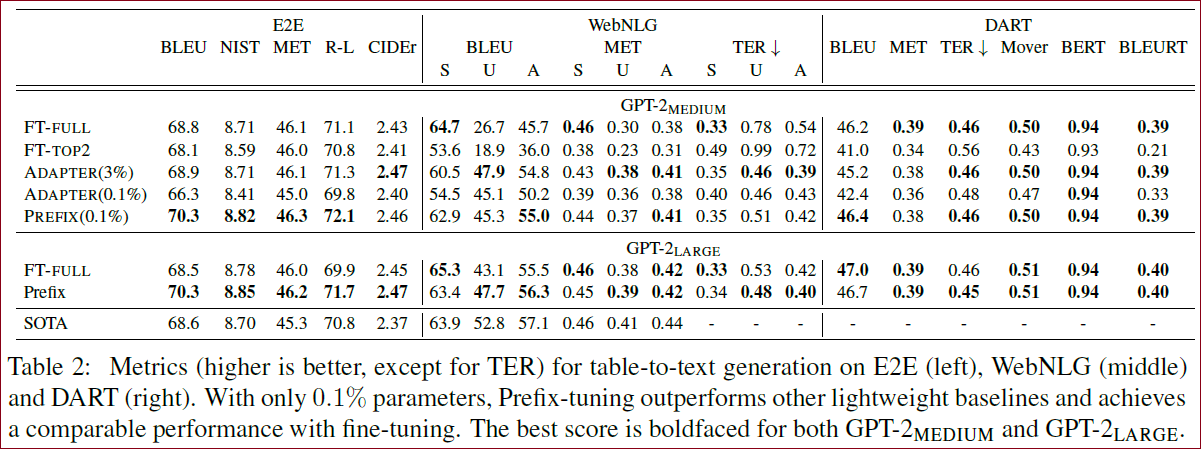 E2E WebNLG DART
BLEU NIST MET R-L CIDEr BLEU MET TER ↓ BLEU MET TER ↓ Mover BERT BLEURT
S U A S U A S U A
GPT-2MEDIUM
FT-FULL 68.8 8.71 46.1 71.1 2.43 64.7 26.7 45.7 0.46 0.30 0.38 0.33 0.78 0.54 46.2 0.39 0.46 0.50 0.94 0.39
FT-TOP2 68.1 8.59 46.0 70.8 2.41 53.6 18.9 36.0 0.38 0.23 0.31 0.49 0.99 0.72 41.0 0.34 0.56 0.43 0.93 0.21
ADAPTER(3%) 68.9 8.71 46.1 71.3 2.47 60.5 47.9 54.8 0.43 0.38 0.41 0.35 0.46 0.39 45.2 0.38 0.46 0.50 0.94 0.39
ADAPTER(0.1%) 66.3 8.41 45.0 69.8 2.40 54.5 45.1 50.2 0.39 0.36 0.38 0.40 0.46 0.43 42.4 0.36 0.48 0.47 0.94 0.33
PREFIX(0.1%) 70.3 8.82 46.3 72.1 2.46 62.9 45.3 55.0 0.44 0.37 0.41 0.35 0.51 0.42 46.4 0.38 0.46 0.50 0.94 0.39
GPT-2LARGE
FT-FULL 68.5 8.78 46.0 69.9 2.45 65.3 43.1 55.5 0.46 0.38 0.42 0.33 0.53 0.42 47.0 0.39 0.46 0.51 0.94 0.40
Prefix 70.3 8.85 46.2 71.7 2.47 63.4 47.7 56.3 0.45 0.39 0.42 0.34 0.48 0.40 46.7 0.39 0.45 0.51 0.94 0.40
SOTA 68.6 8.70 45.3 70.8 2.37 63.9 52.8 57.1 0.46 0.41 0.44 - - - - - - - - -
Table 2: Metrics (higher is better, except for TER) for table-to-text generation on E2E (left), WebNLG (middle)
and DART (right). With only 0.1% parameters, Prefix-tuning outperforms other lightweight baselines and achieves
a comparable performance with fine-tuning. The best score is boldfaced for both GPT-2MEDIUM and GPT-2LARGE.